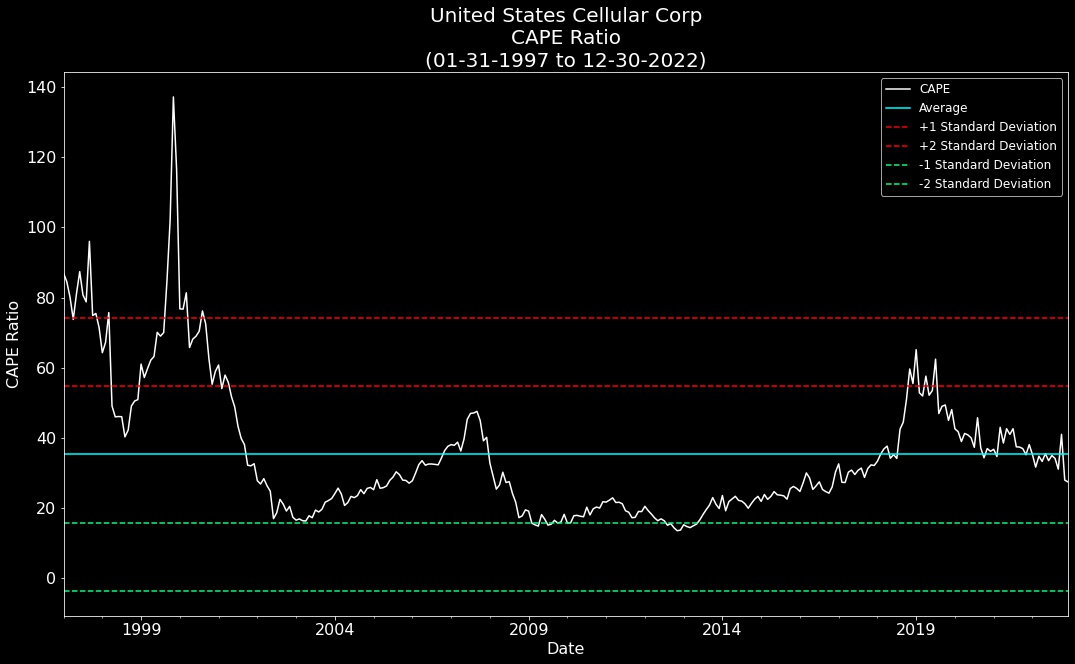 United States Cellular Corp
CAPE Ratio
(01-31-1997 to 12-30-2022)
CAPE
Average
+1 Standard Deviation
+2 Standard Deviation
-1 Standard Deviation
-2 Standard Deviation
CAPE Ratio
140
120
100
80
60
40
20
0
1999
2004
2009
2014
2019
Date